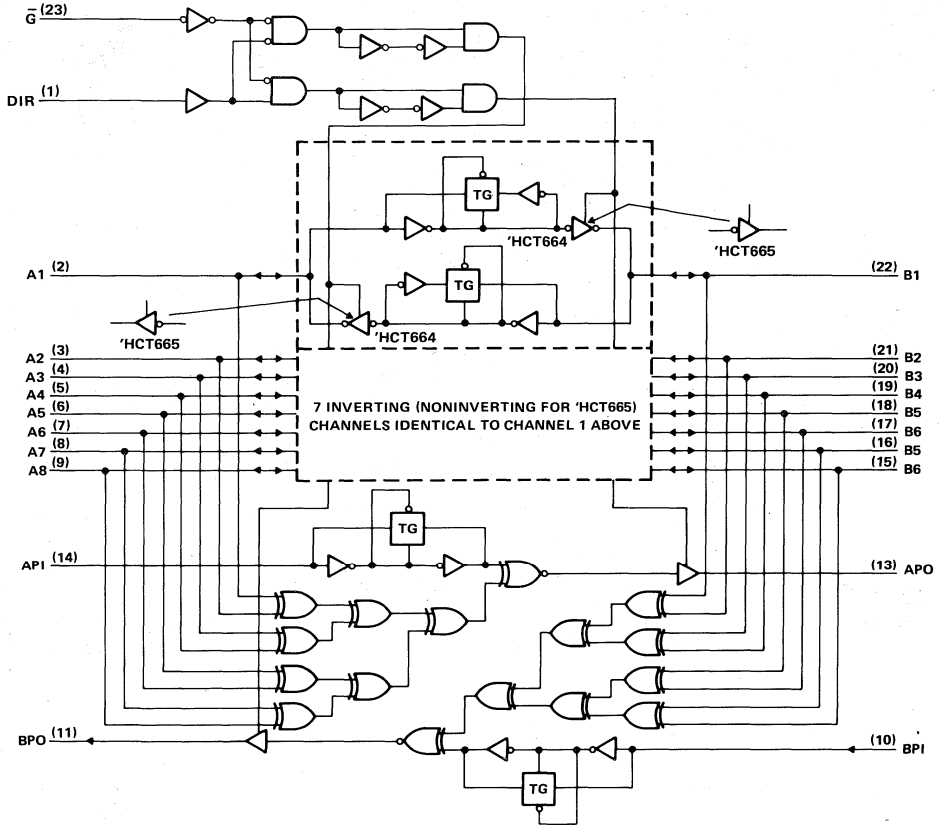 G̅ (23)
DIR (1)
TG
'HCT664
'HCT665
A1 (2)
(22) B1
TG
'HCT665
'HCT664
A2 (3)
A3 (4)
A4 (5)
A5 (6)
A6 (7)
A7 (8)
A8 (9)
7 INVERTING (NONINVERTING FOR 'HCT665)
CHANNELS IDENTICAL TO CHANNEL 1 ABOVE
(21) B2
(20) B3
(19) B4
(18) B5
(17) B6
(16) B5
(15) B6
TG
API (14)
(13) APO
BPO (11)
(10) BPI
TG